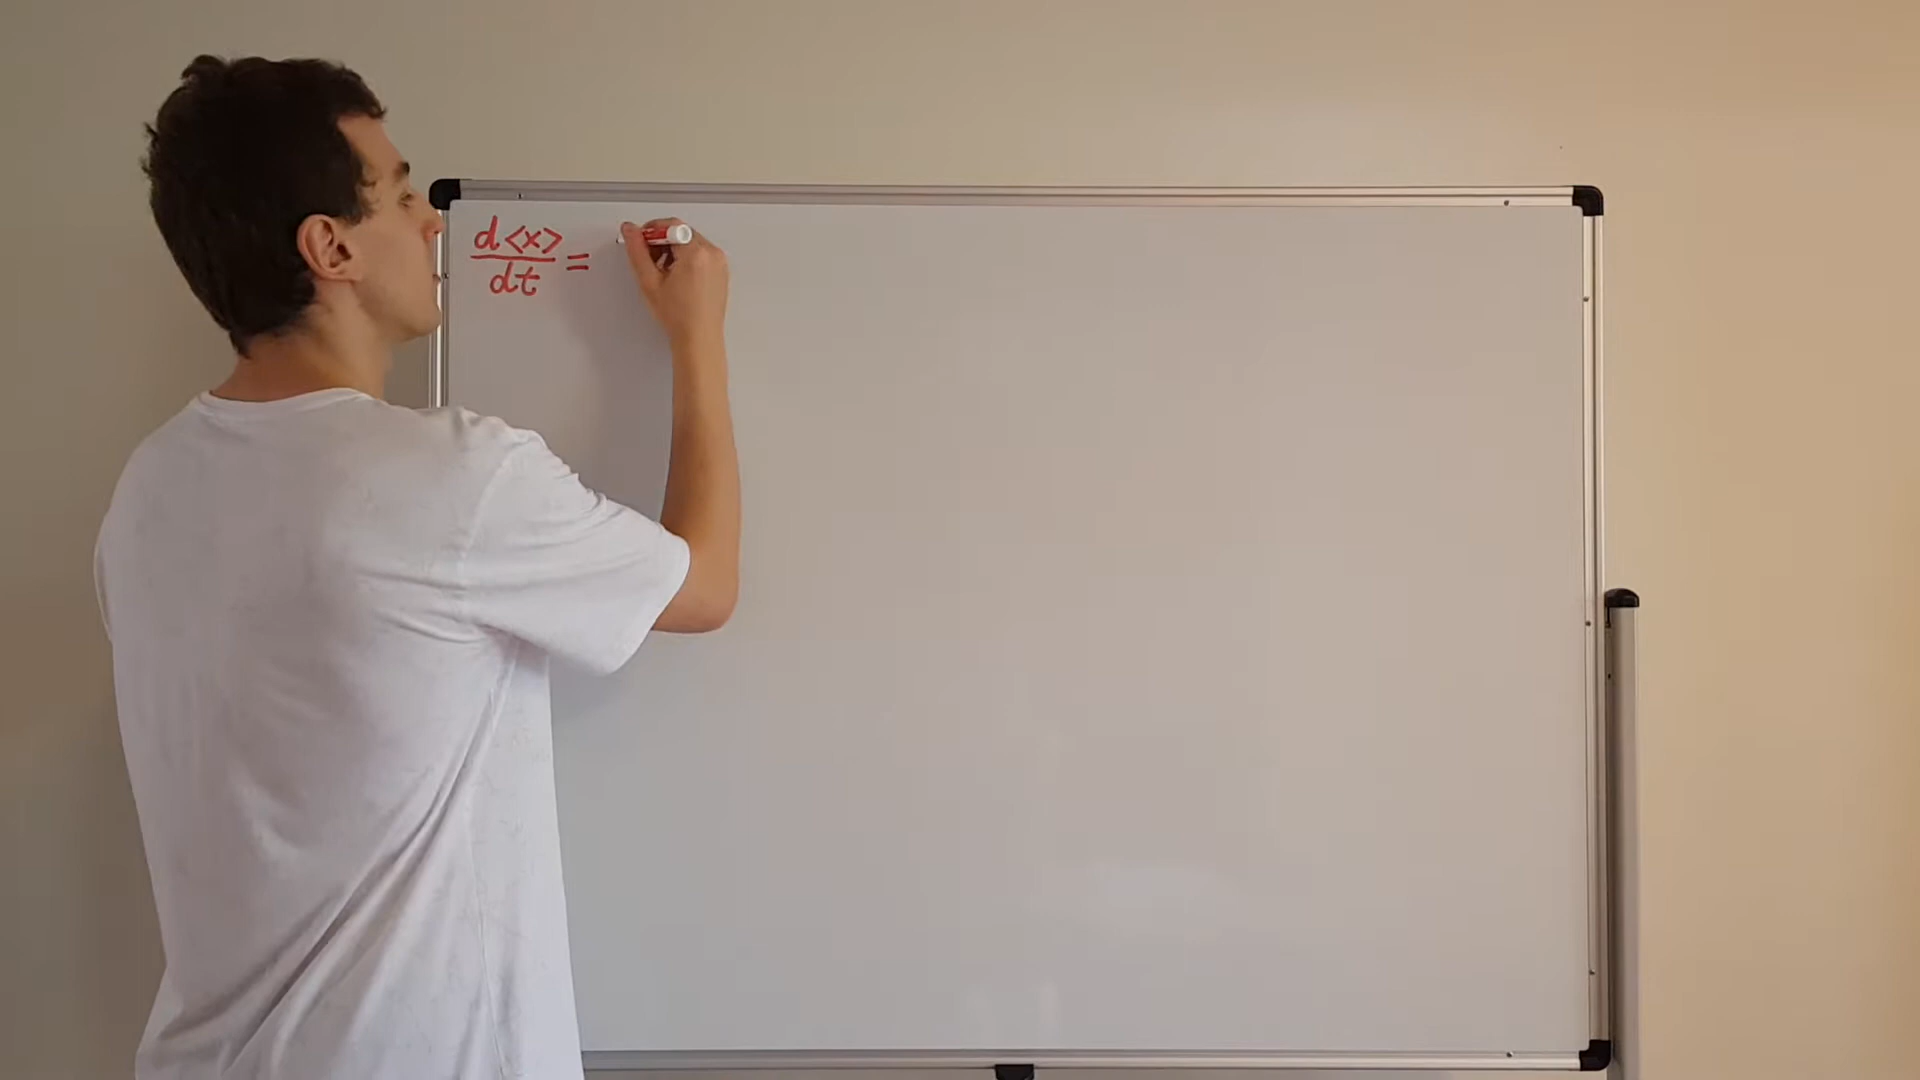 d<x>
dt =